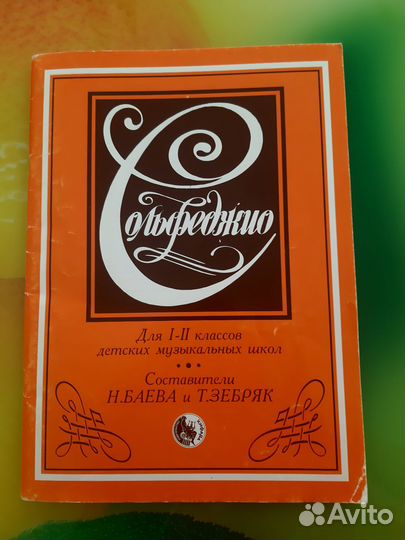 Сольфеджио
Для I-II классов
детских музыкальных школ
Составители
Н.БАЕВА и Т.ЗЕБРЯК
Avito